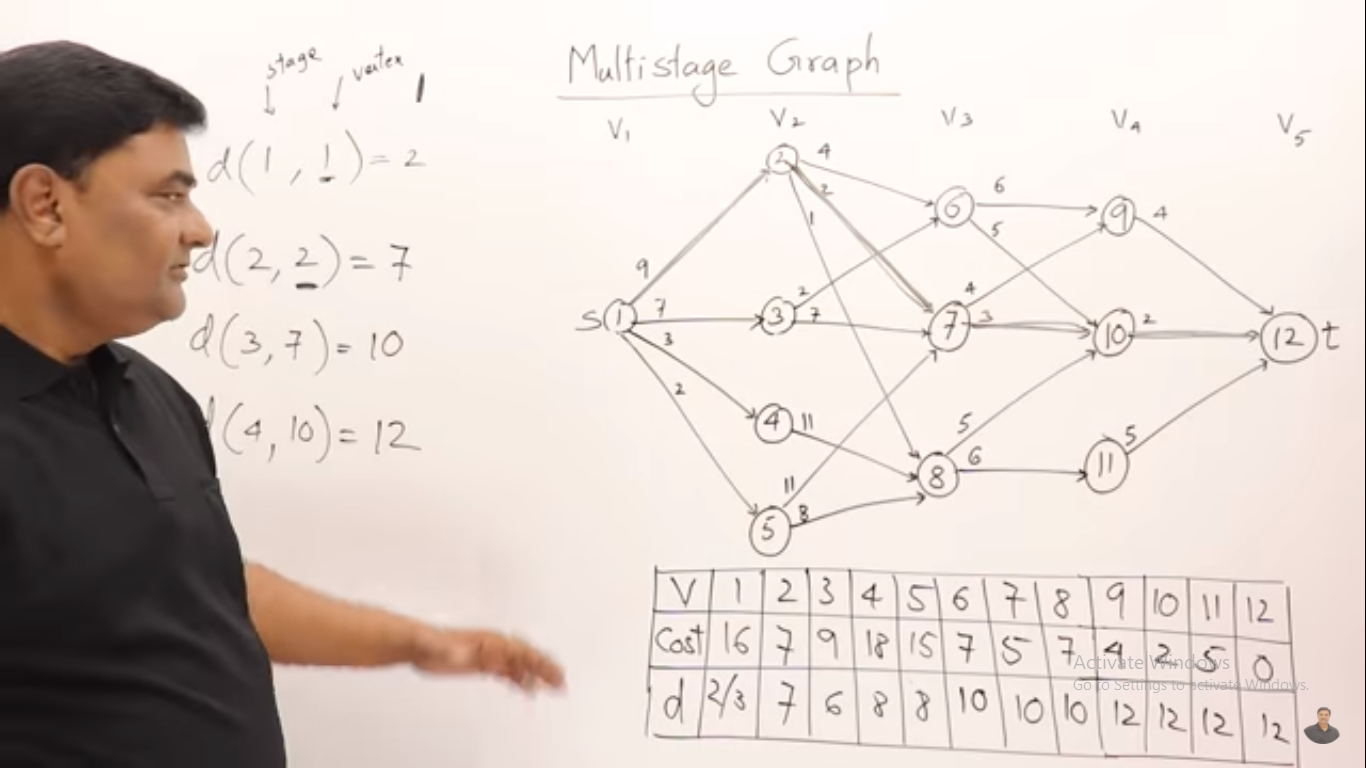 Multistage Graph
stage vertex
d(1, 1) = 2
d(2, 2) = 7
d(3, 7) = 10
(4, 10) = 12
V1 V2 V3 V4 V5
2 4
2
1
6 6
5
9 4
9
S 1 7
3
2
3 2
7
7 4
3
10 2
12 t
4 11
5 11
8
8 5
6
11 5
V 1 2 3 4 5 6 7 8 9 10 11 12
Cost 16 7 9 18 15 7 5 7 4 2 5 0
d 2/3 7 6 8 8 10 10 10 12 12 12 12
Activate Windows
Go to Settings to activate Windows.